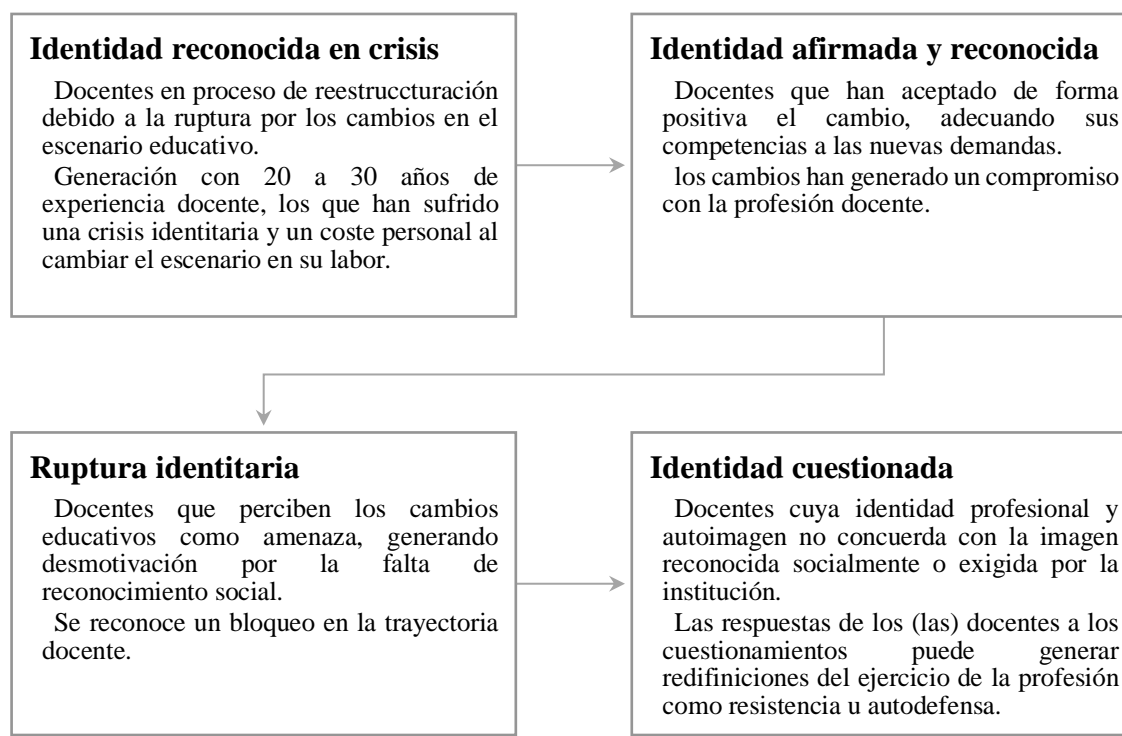 Identidad reconocida en crisis
Docentes en proceso de reestruccturación
debido a la ruptura por los cambios en el
escenario educativo.
Generación con 20 a 30 años de
experiencia docente, los que han sufrido
una crisis identitaria y un coste personal al
cambiar el escenario en su labor.
Identidad afirmada y reconocida
Docentes que han aceptado de forma
positiva el cambio, adecuando sus
competencias a las nuevas demandas.
los cambios han generado un compromiso
con la profesión docente.
Ruptura identitaria
Docentes que perciben los cambios
educativos como amenaza, generando
desmotivación por la falta de
reconocimiento social.
Se reconoce un bloqueo en la trayectoria
docente.
Identidad cuestionada
Docentes cuya identidad profesional y
autoimagen no concuerda con la imagen
reconocida socialmente o exigida por la
institución.
Las respuestas de los (las) docentes a los
cuestionamientos puede generar
redifiniciones del ejercicio de la profesión
como resistencia u autodefensa.